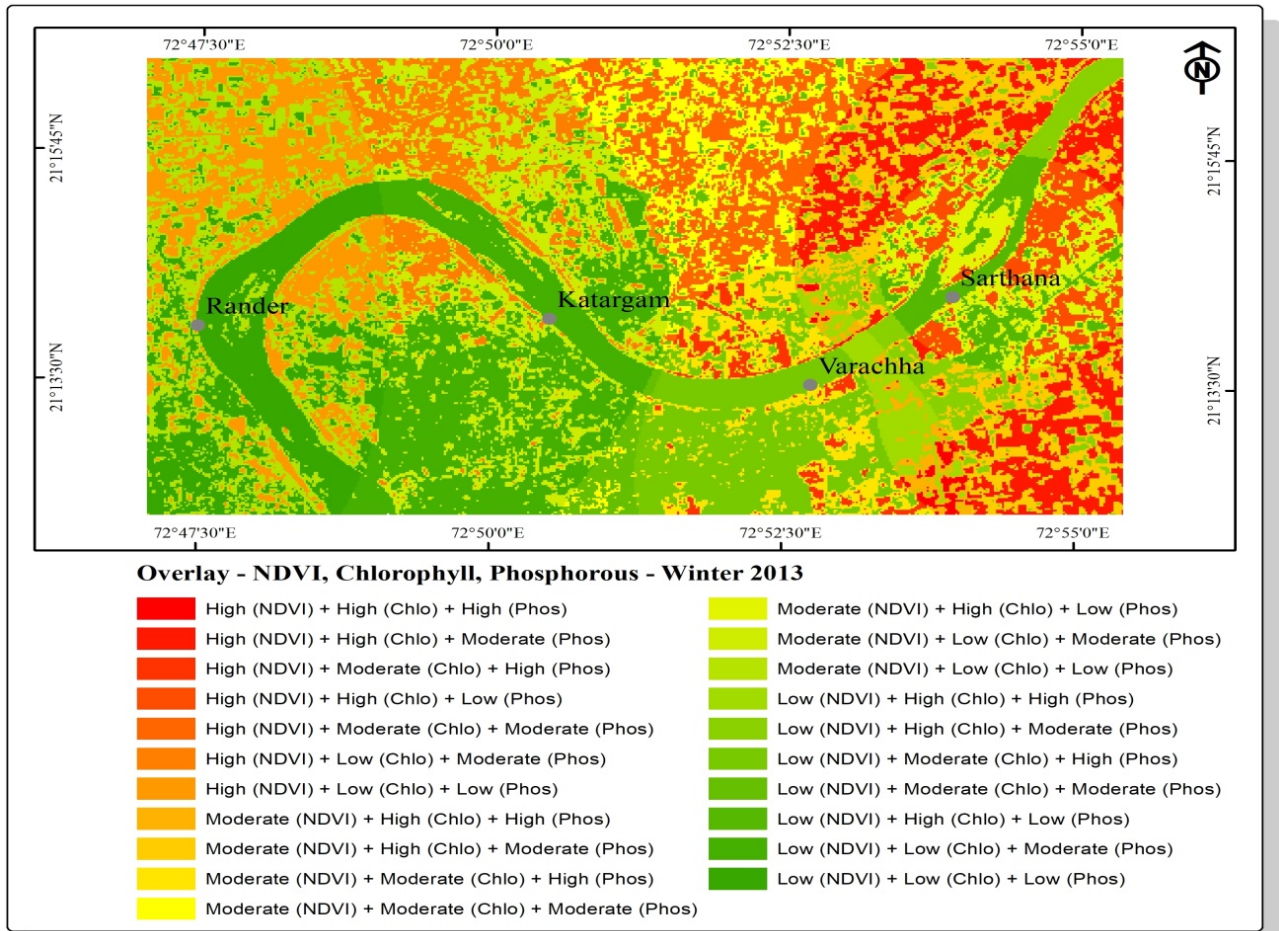 72°47'30"E 72°50'0"E 72°52'30"E 72°55'0"E
N
21°15'45"N 21°15'45"N
Sarthana
Rander Katargam
Varachha
21°13'30"N 21°13'30"N
72°47'30"E 72°50'0"E 72°52'30"E 72°55'0"E
Overlay - NDVI, Chlorophyll, Phosphorous - Winter 2013
High (NDVI) + High (Chlo) + High (Phos)
High (NDVI) + High (Chlo) + Moderate (Phos)
High (NDVI) + Moderate (Chlo) + High (Phos)
High (NDVI) + High (Chlo) + Low (Phos)
High (NDVI) + Moderate (Chlo) + Moderate (Phos)
High (NDVI) + Low (Chlo) + Moderate (Phos)
High (NDVI) + Low (Chlo) + Low (Phos)
Moderate (NDVI) + High (Chlo) + High (Phos)
Moderate (NDVI) + High (Chlo) + Moderate (Phos)
Moderate (NDVI) + Moderate (Chlo) + High (Phos)
Moderate (NDVI) + Moderate (Chlo) + Moderate (Phos)
Moderate (NDVI) + High (Chlo) + Low (Phos)
Moderate (NDVI) + Low (Chlo) + Moderate (Phos)
Moderate (NDVI) + Low (Chlo) + Low (Phos)
Low (NDVI) + High (Chlo) + High (Phos)
Low (NDVI) + High (Chlo) + Moderate (Phos)
Low (NDVI) + Moderate (Chlo) + High (Phos)
Low (NDVI) + Moderate (Chlo) + Moderate (Phos)
Low (NDVI) + High (Chlo) + Low (Phos)
Low (NDVI) + Low (Chlo) + Moderate (Phos)
Low (NDVI) + Low (Chlo) + Low (Phos)